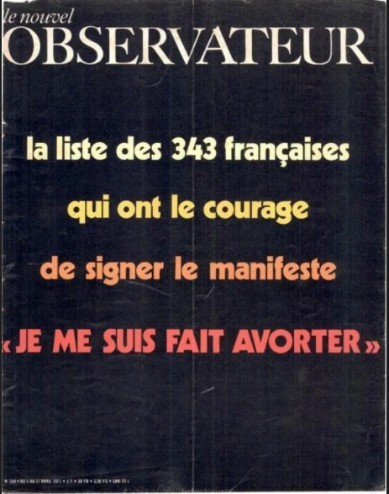 le nouvel
OBSERVATEUR
la liste des 343 françaises
qui ont le courage
de signer le manifeste
« JE ME SUIS FAIT AVORTER »